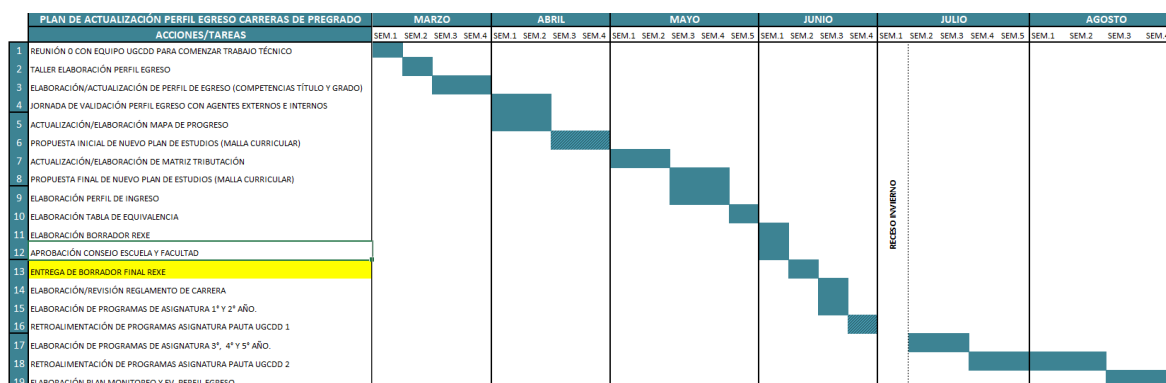 PLAN DE ACTUALIZACIÓN PERFIL EGRESO CARRERAS DE PREGRADO MARZO ABRIL MAYO JUNIO JULIO AGOSTO
ACCIONES/TAREAS SEM.1 SEM.2 SEM.3 SEM.4 SEM.1 SEM.2 SEM.3 SEM.4 SEM.1 SEM.2 SEM.3 SEM.4 SEM.5 SEM.1 SEM.2 SEM.3 SEM.4 SEM.1 SEM.2 SEM.3 SEM.4 SEM.5 SEM.1 SEM.2 SEM.3 SEM.4
1 REUNIÓN 0 CON EQUIPO UGCDD PARA COMENZAR TRABAJO TÉCNICO
2 TALLER ELABORACIÓN PERFIL EGRESO
3 ELABORACIÓN/ACTUALIZACIÓN DE PERFIL DE EGRESO (COMPETENCIAS TÍTULO Y GRADO)
4 JORNADA DE VALIDACIÓN PERFIL EGRESO CON AGENTES EXTERNOS E INTERNOS
5 ACTUALIZACIÓN/ELABORACIÓN MAPA DE PROGRESO
6 PROPUESTA INICIAL DE NUEVO PLAN DE ESTUDIOS (MALLA CURRICULAR)
7 ACTUALIZACIÓN/ELABORACIÓN DE MATRIZ TRIBUTACIÓN
8 PROPUESTA FINAL DE NUEVO PLAN DE ESTUDIOS (MALLA CURRICULAR)
9 ELABORACIÓN PERFIL DE INGRESO
10 ELABORACIÓN TABLA DE EQUIVALENCIA
11 ELABORACIÓN BORRADOR REXE
12 APROBACIÓN CONSEJO ESCUELA Y FACULTAD
13 ENTREGA DE BORRADOR FINAL REXE
14 ELABORACIÓN/REVISIÓN REGLAMENTO DE CARRERA
15 ELABORACIÓN DE PROGRAMAS DE ASIGNATURA 1° Y 2° AÑO.
16 RETROALIMENTACIÓN DE PROGRAMAS ASIGNATURA PAUTA UGCDD 1
17 ELABORACIÓN DE PROGRAMAS DE ASIGNATURA 3°, 4° Y 5° AÑO.
18 RETROALIMENTACIÓN DE PROGRAMAS ASIGNATURA PAUTA UGCDD 2
19 ELABORACIÓN PLAN MONITOREO Y EV. PERFIL EGRESO
RECESO INVIERNO